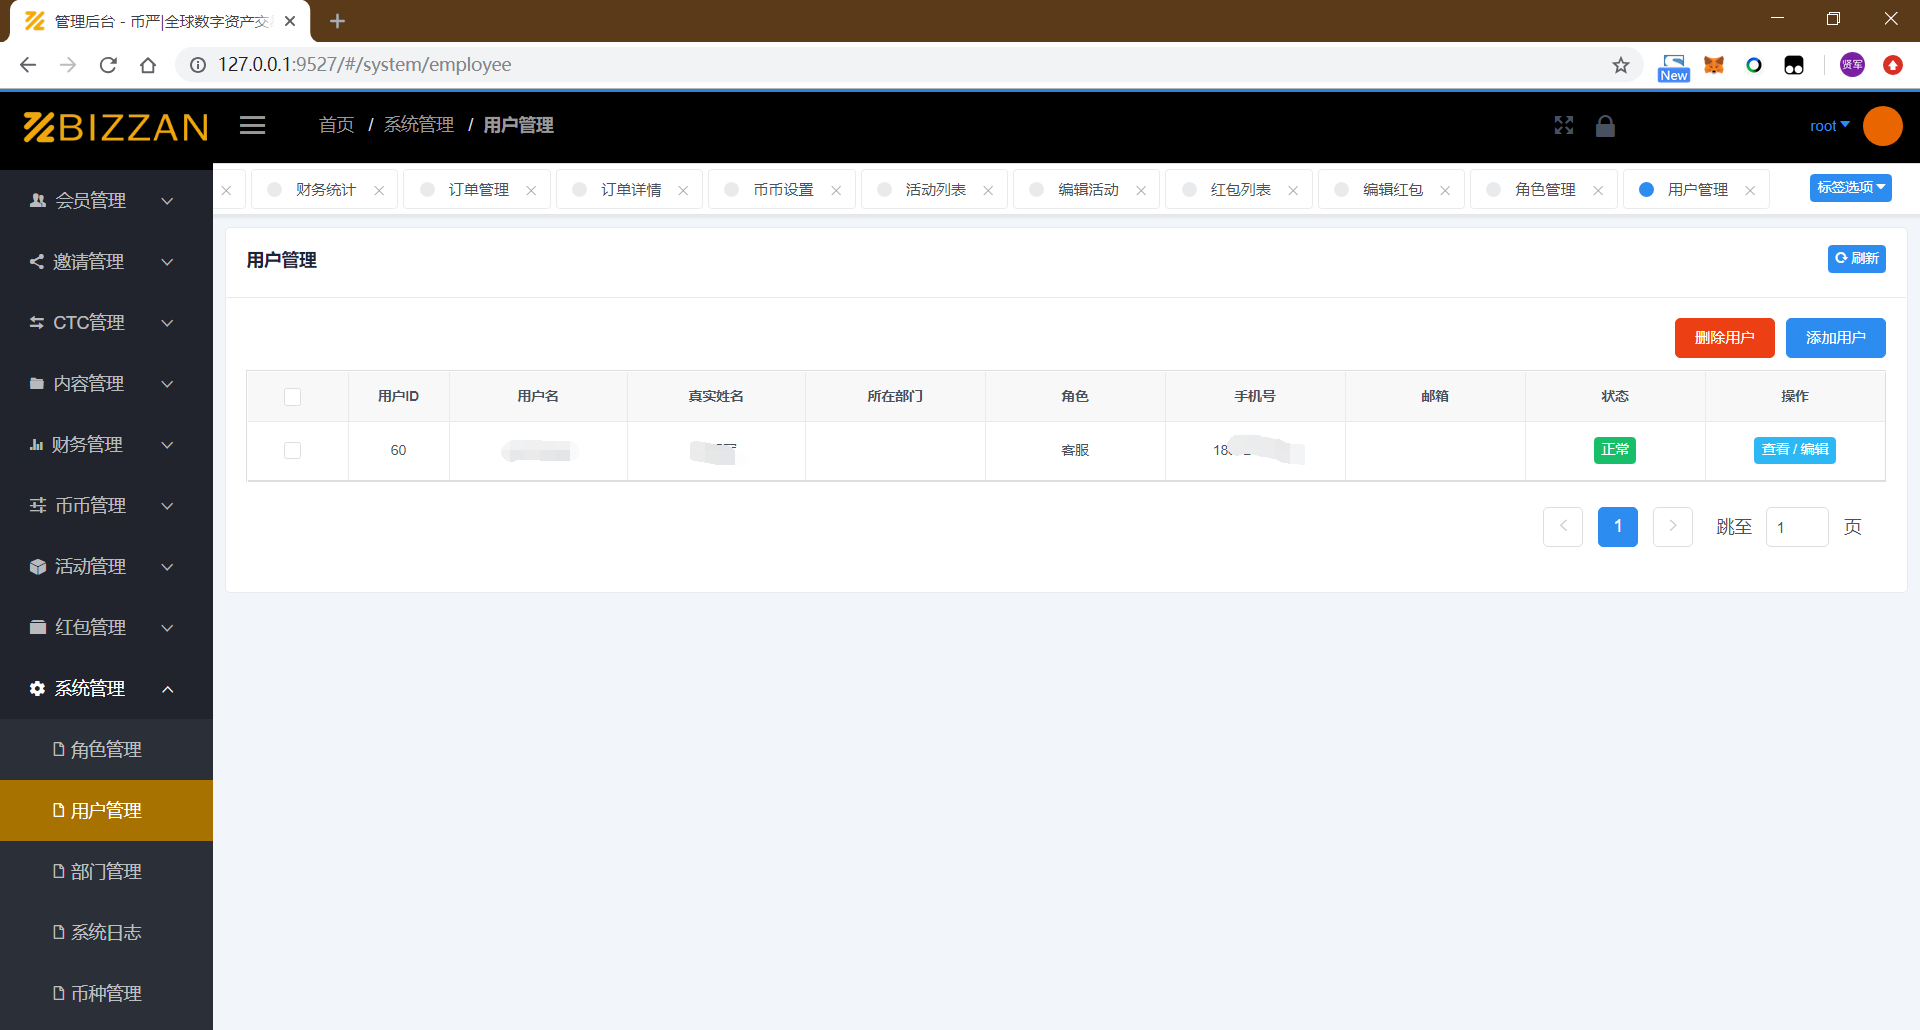 管理后台 - 币严|全球数字资产交
127.0.0.1:9527/#/system/employee
New
贤军
BIZZAN
首页 / 系统管理 / 用户管理
root
财务统计
订单管理
订单详情
币币设置
活动列表
编辑活动
红包列表
编辑红包
角色管理
用户管理
标签选项
会员管理
邀请管理
CTC管理
内容管理
财务管理
币币管理
活动管理
红包管理
系统管理
角色管理
用户管理
部门管理
系统日志
币种管理
用户管理
刷新
删除用户
添加用户
用户ID 用户名 真实姓名 所在部门 角色 手机号 邮箱 状态 操作
60 客服 18 正常 查看 / 编辑
1 跳至 1 页